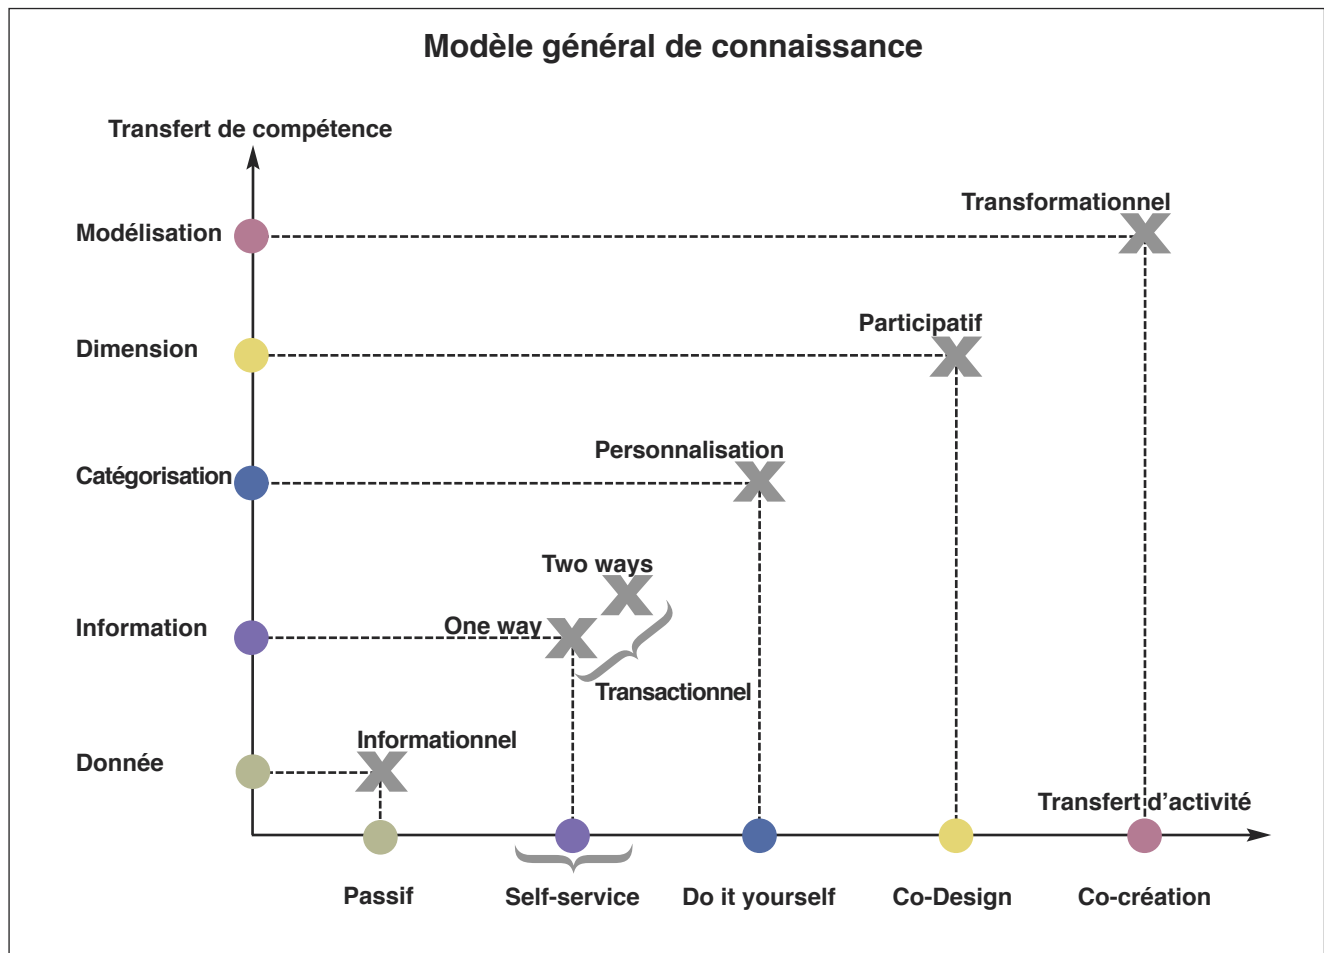 Modèle général de connaissance
Transfert de compétence
Transformationnel
Modélisation
Participatif
Dimension
Personnalisation
Catégorisation
Two ways
One way
Information
Transactionnel
Informationnel
Donnée
Transfert d'activité
Passif
Self-service
Do it yourself
Co-Design
Co-création